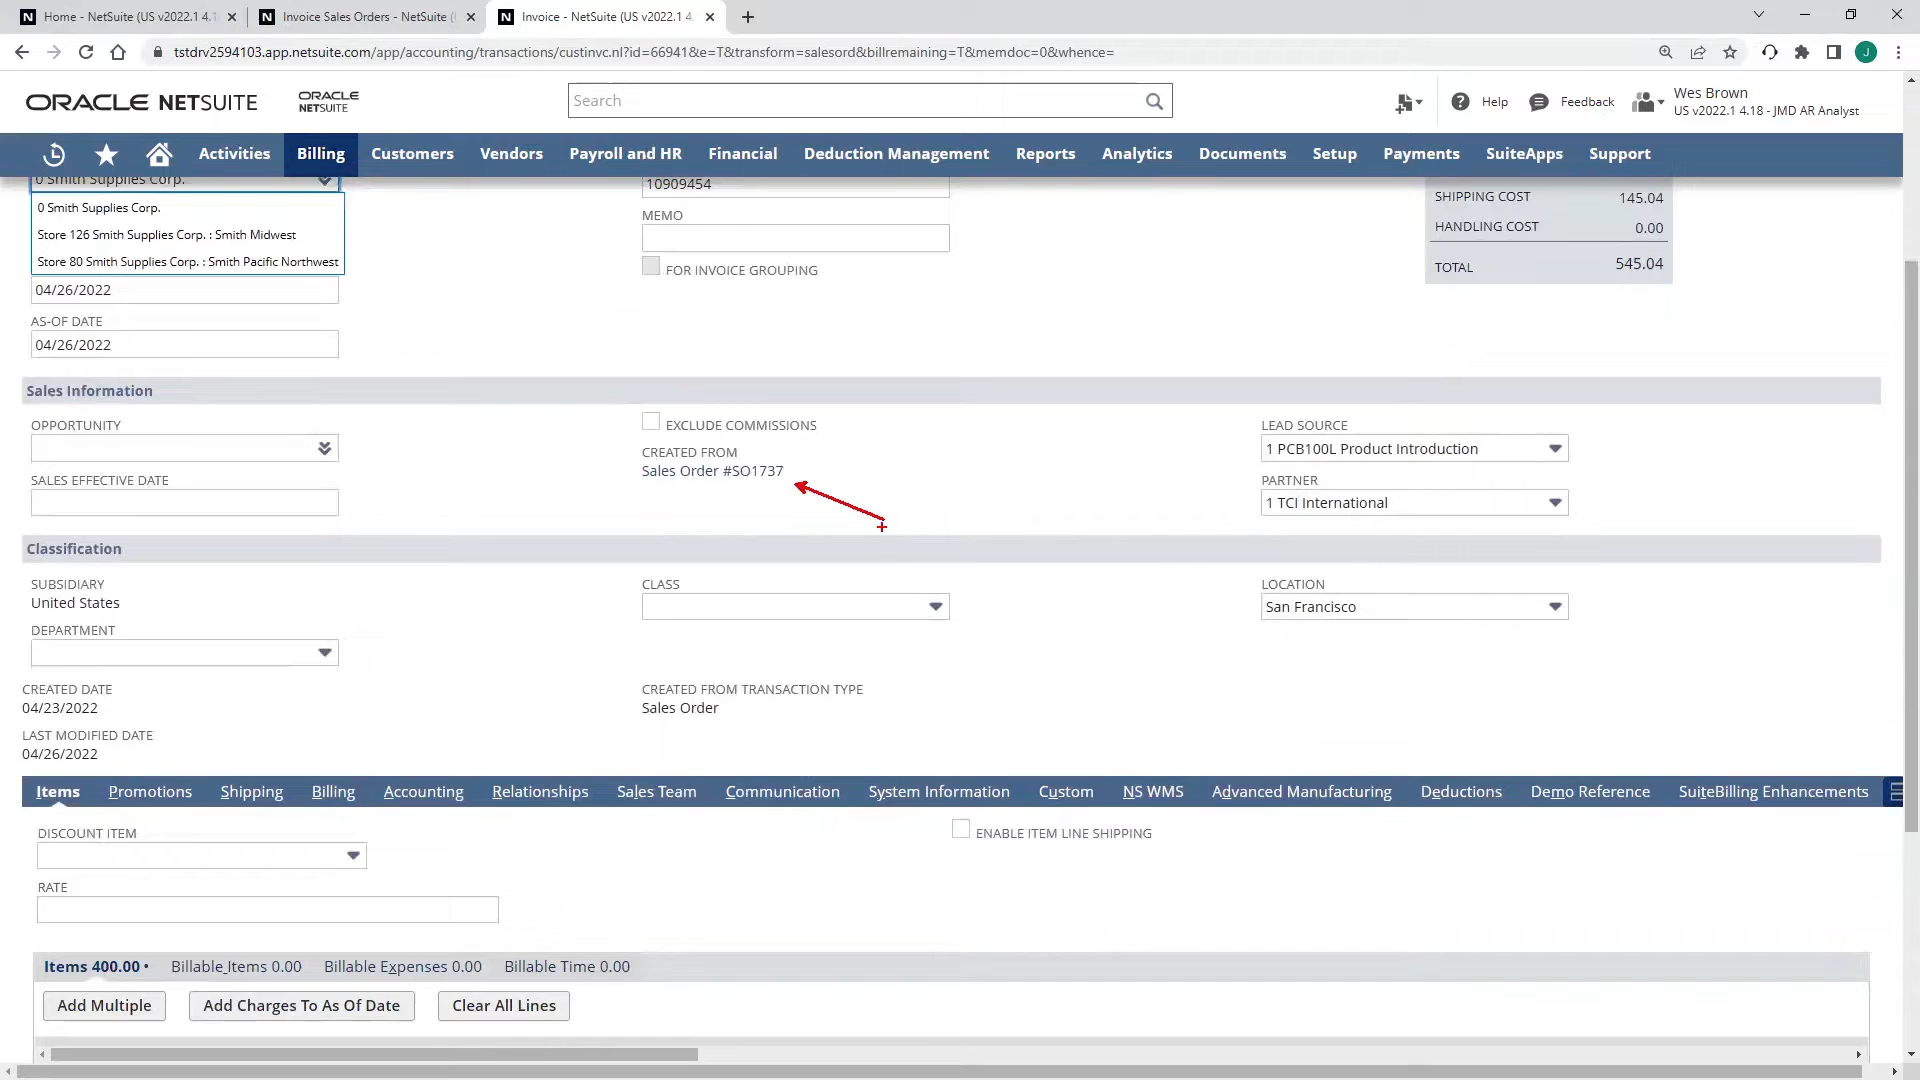 Home - NetSuite (US v2022.1 4.1
Invoice Sales Orders - NetSuite (
Invoice - NetSuite (US v2022.1 4.
tstdrv2594103.app.netsuite.com/app/accounting/transactions/custinvc.nl?id=66941&e=T&transform=salesord&billremaining=T&memdoc=0&whence=
J
ORACLE NETSUITE
ORACLE NETSUITE
Search
Help
Feedback
Wes Brown
US v2022.1 4.18 - JMD AR Analyst
Activities Billing Customers Vendors Payroll and HR Financial Deduction Management Reports Analytics Documents Setup Payments SuiteApps Support
0 Smith Supplies Corp.
0 Smith Supplies Corp.
Store 126 Smith Supplies Corp. : Smith Midwest
Store 80 Smith Supplies Corp. : Smith Pacific Northwest
04/26/2022
AS-OF DATE
04/26/2022
10909454
MEMO
FOR INVOICE GROUPING
SHIPPING COST 145.04
HANDLING COST 0.00
TOTAL 545.04
Sales Information
OPPORTUNITY
SALES EFFECTIVE DATE
EXCLUDE COMMISSIONS
CREATED FROM
Sales Order #SO1737
LEAD SOURCE
1 PCB100L Product Introduction
PARTNER
1 TCI International
Classification
SUBSIDIARY
United States
DEPARTMENT
CLASS
LOCATION
San Francisco
CREATED DATE
04/23/2022
LAST MODIFIED DATE
04/26/2022
CREATED FROM TRANSACTION TYPE
Sales Order
Items Promotions Shipping Billing Accounting Relationships Sales Team Communication System Information Custom NS WMS Advanced Manufacturing Deductions Demo Reference SuiteBilling Enhancements
DISCOUNT ITEM
ENABLE ITEM LINE SHIPPING
RATE
Items 400.00 • Billable Items 0.00 Billable Expenses 0.00 Billable Time 0.00
Add Multiple Add Charges To As Of Date Clear All Lines